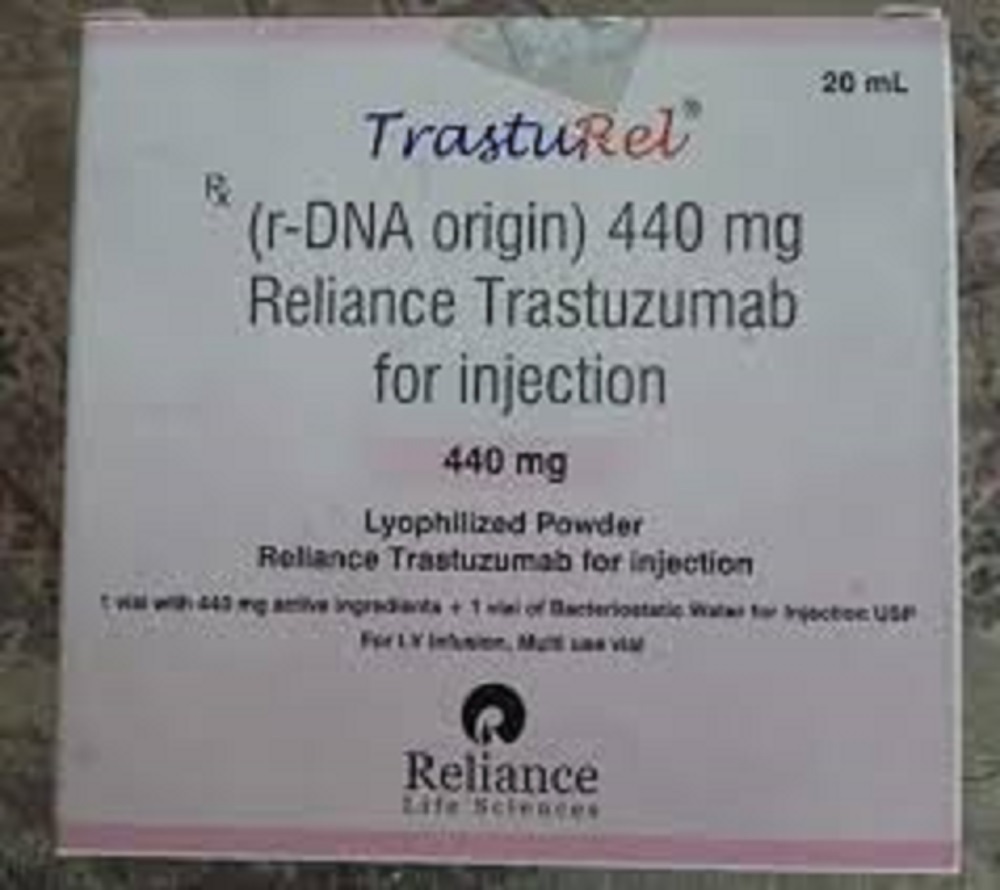 20 mL
TrastuRel®
Rx
(r-DNA origin) 440 mg
Reliance Trastuzumab
for injection
440 mg
Lyophilized Powder
Reliance Trastuzumab for injection
1 vial with 440 mg active ingredients + 1 vial of Bacteriostatic Water for Injection USP
For I.V Infusion, Multi use vial
Reliance
Life Sciences